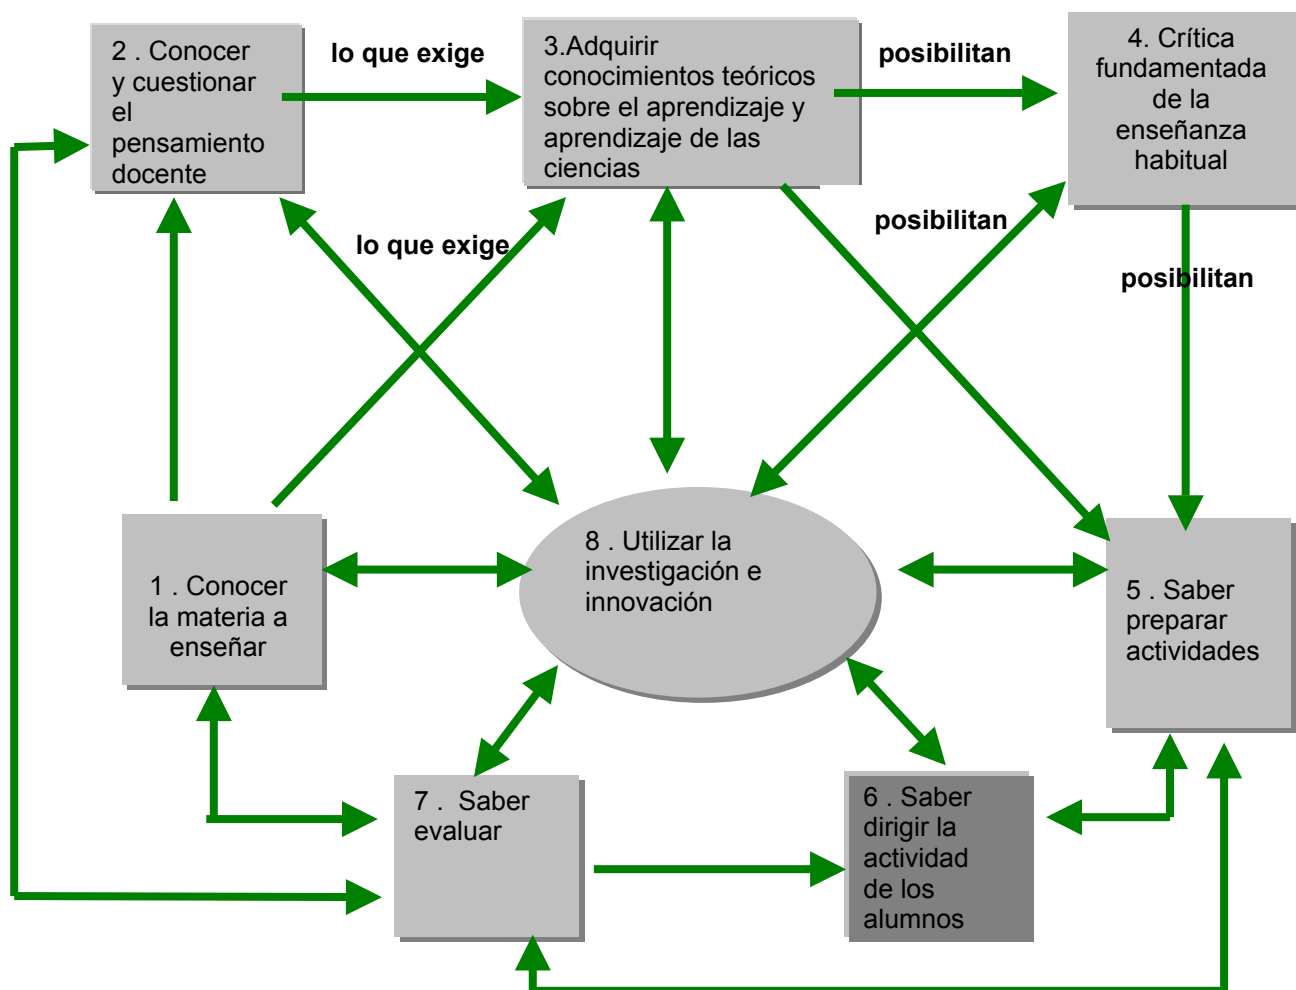 2 . Conocer
y cuestionar
el
pensamiento
docente
lo que exige
3.Adquirir
conocimientos teóricos
sobre el aprendizaje y
aprendizaje de las
ciencias
posibilitan
4. Crítica
fundamentada
de la
enseñanza
habitual
lo que exige
posibilitan
posibilitan
1 . Conocer
la materia a
enseñar
8 . Utilizar la
investigación e
innovación
5 . Saber
preparar
actividades
7 .  Saber
evaluar
6 . Saber
dirigir la
actividad
de los
alumnos